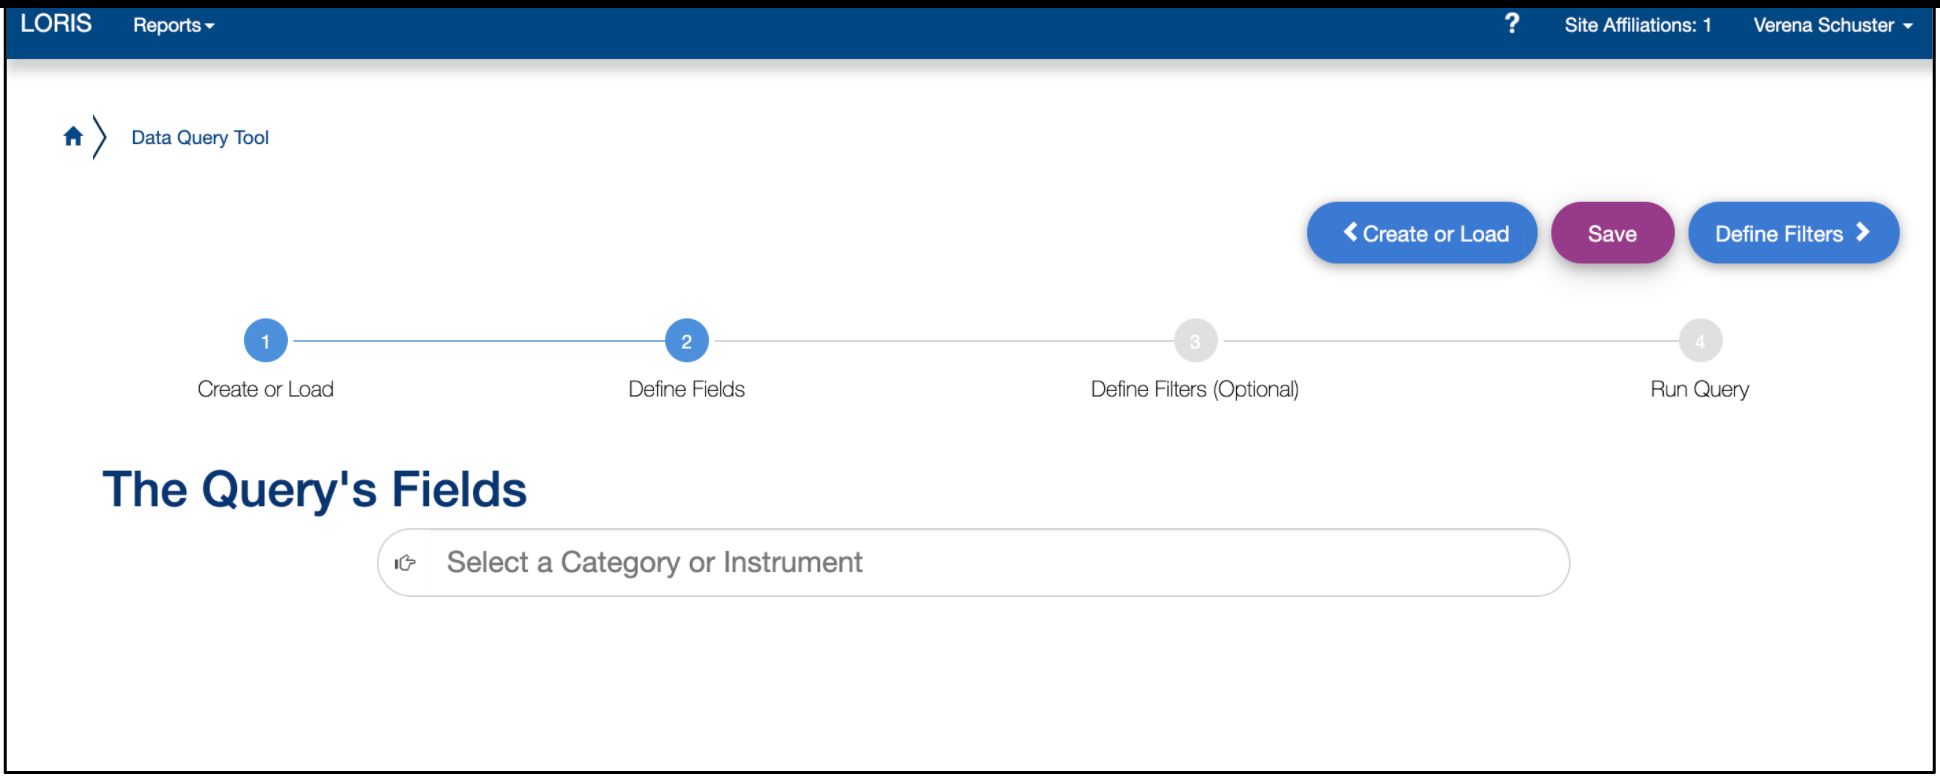 LORIS Reports ? Site Affiliations: 1 Verena Schuster
Data Query Tool
Create or Load Save Define Filters
1 2 3 4
Create or Load Define Fields Define Filters (Optional) Run Query
The Query's Fields
Select a Category or Instrument